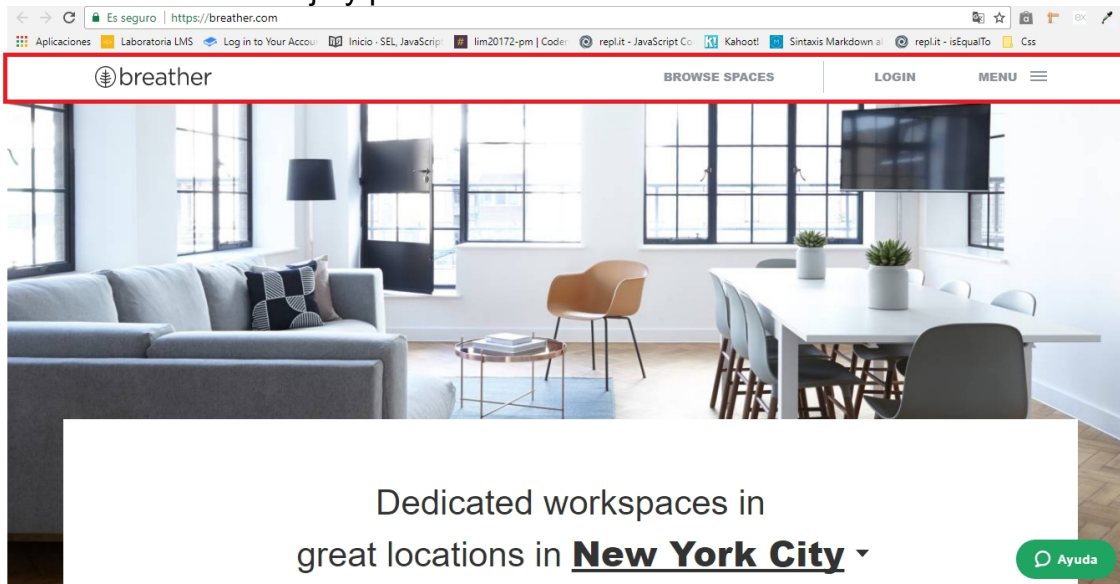 Es seguro | https://breather.com
Aplicaciones Laboratoria LMS Log in to Your Accou Inicio · SEL, JavaScrip lim20172-pm | Coder repl.it - JavaScript Co Kahoot! Sintaxis Markdown al repl.it - isEqualTo Css
breather BROWSE SPACES LOGIN MENU
Dedicated workspaces in
great locations in New York City
Ayuda